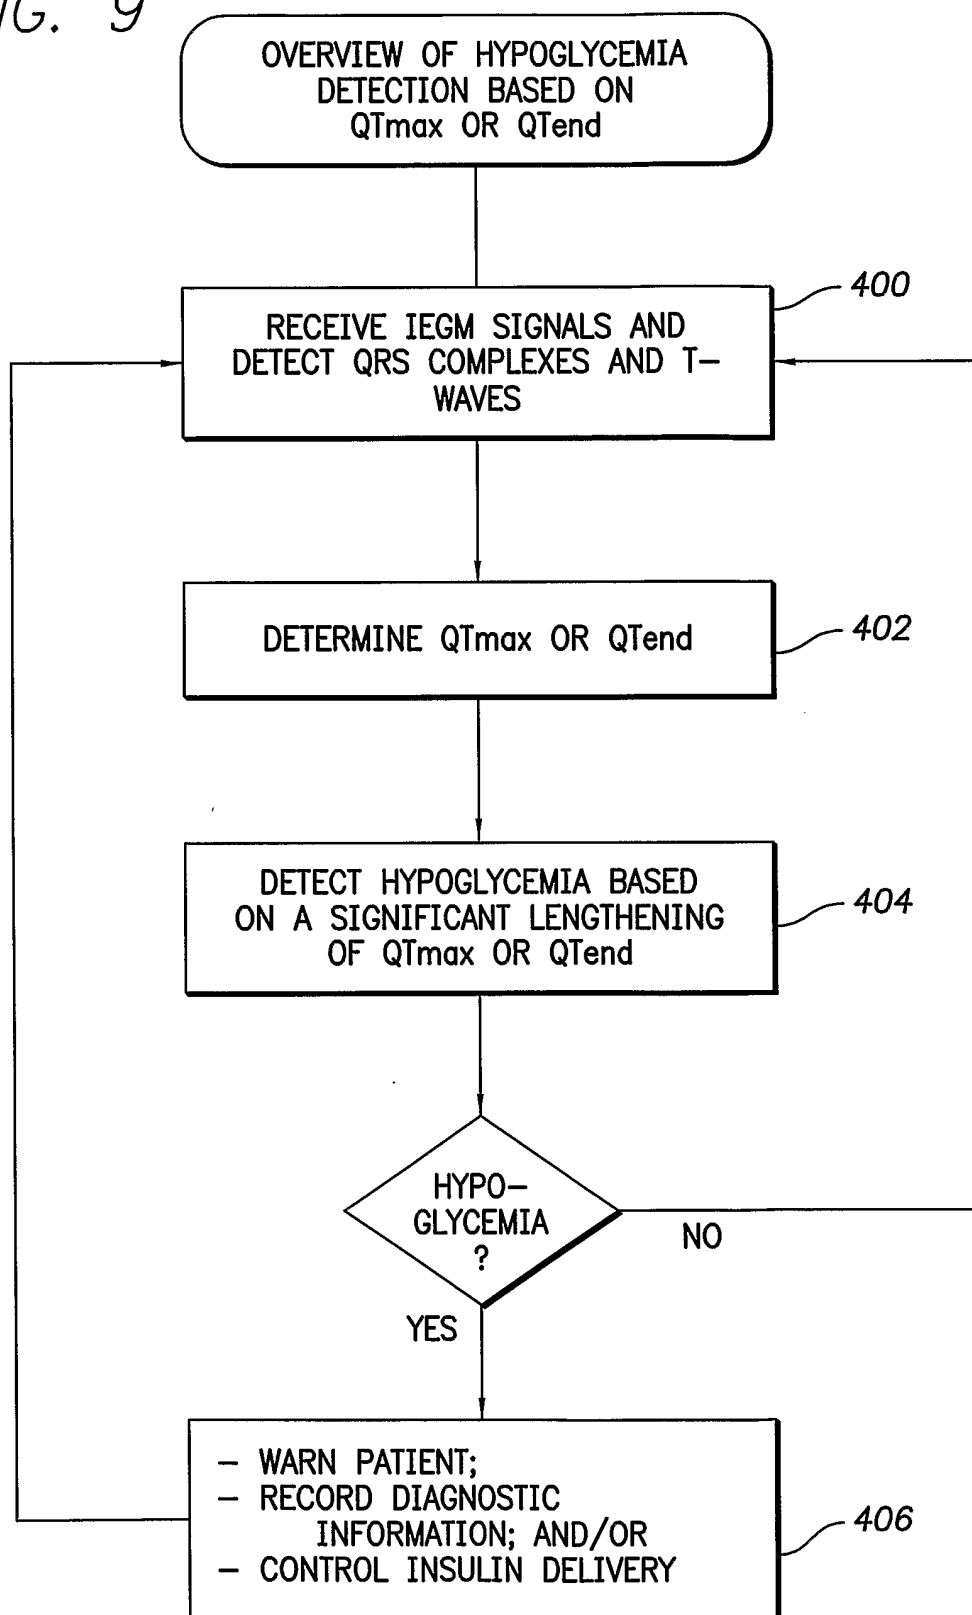 G. 9
OVERVIEW OF HYPOGLYCEMIA
DETECTION BASED ON
QTmax OR QTend
400
RECEIVE IEGM SIGNALS AND
DETECT QRS COMPLEXES AND T-
WAVES
402
DETERMINE QTmax OR QTend
404
DETECT HYPOGLYCEMIA BASED
ON A SIGNIFICANT LENGTHENING
OF QTmax OR QTend
HYPO-
GLYCEMIA
?
NO
YES
- WARN PATIENT;
- RECORD DIAGNOSTIC
INFORMATION; AND/OR
- CONTROL INSULIN DELIVERY
406